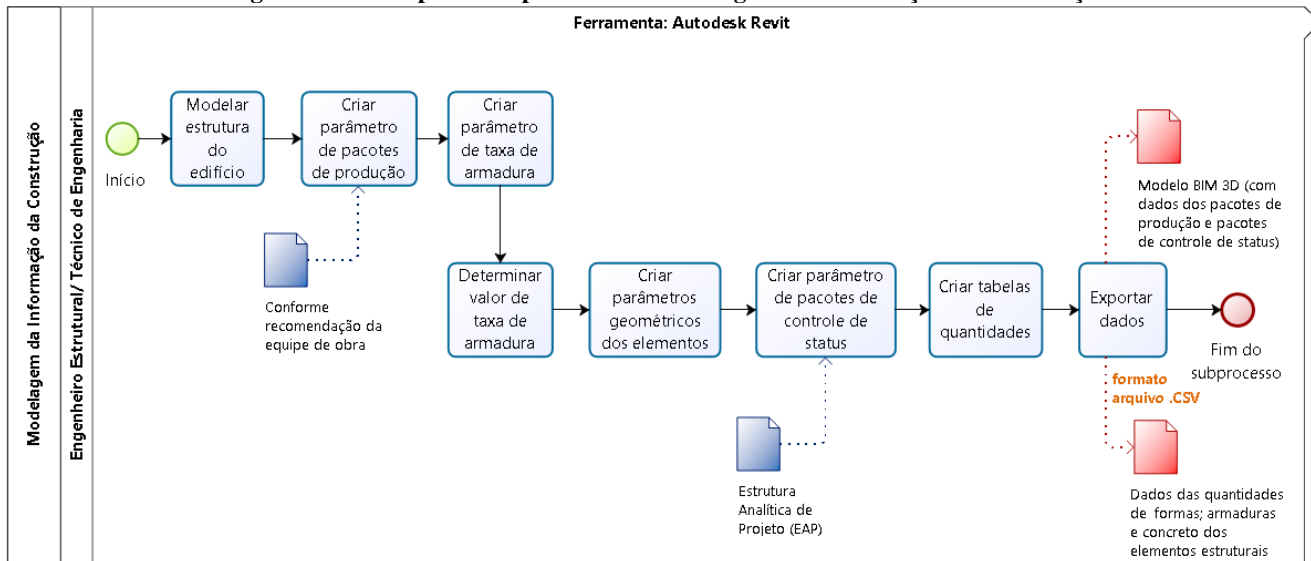 Ferramenta: Autodesk Revit
Modelagem da Informação da Construção
Engenheiro Estrutural/ Técnico de Engenharia
Início
Modelar
estrutura
do
edifício
Criar
parâmetro
de pacotes
de produção
Criar
parâmetro
de taxa de
armadura
Conforme
recomendação da
equipe de obra
Determinar
valor de
taxa de
armadura
Criar
parâmetros
geométricos
dos elementos
Criar parâmetro
de pacotes de
controle de
status
Estrutura
Analítica de
Projeto (EAP)
Criar tabelas
de
quantidades
Exportar
dados
Modelo BIM 3D (com
dados dos pacotes de
produção e pacotes
de controle de status)
Fim do
subprocesso
formato
arquivo .CSV
Dados das quantidades
de formas; armaduras
e concreto dos
elementos estruturais